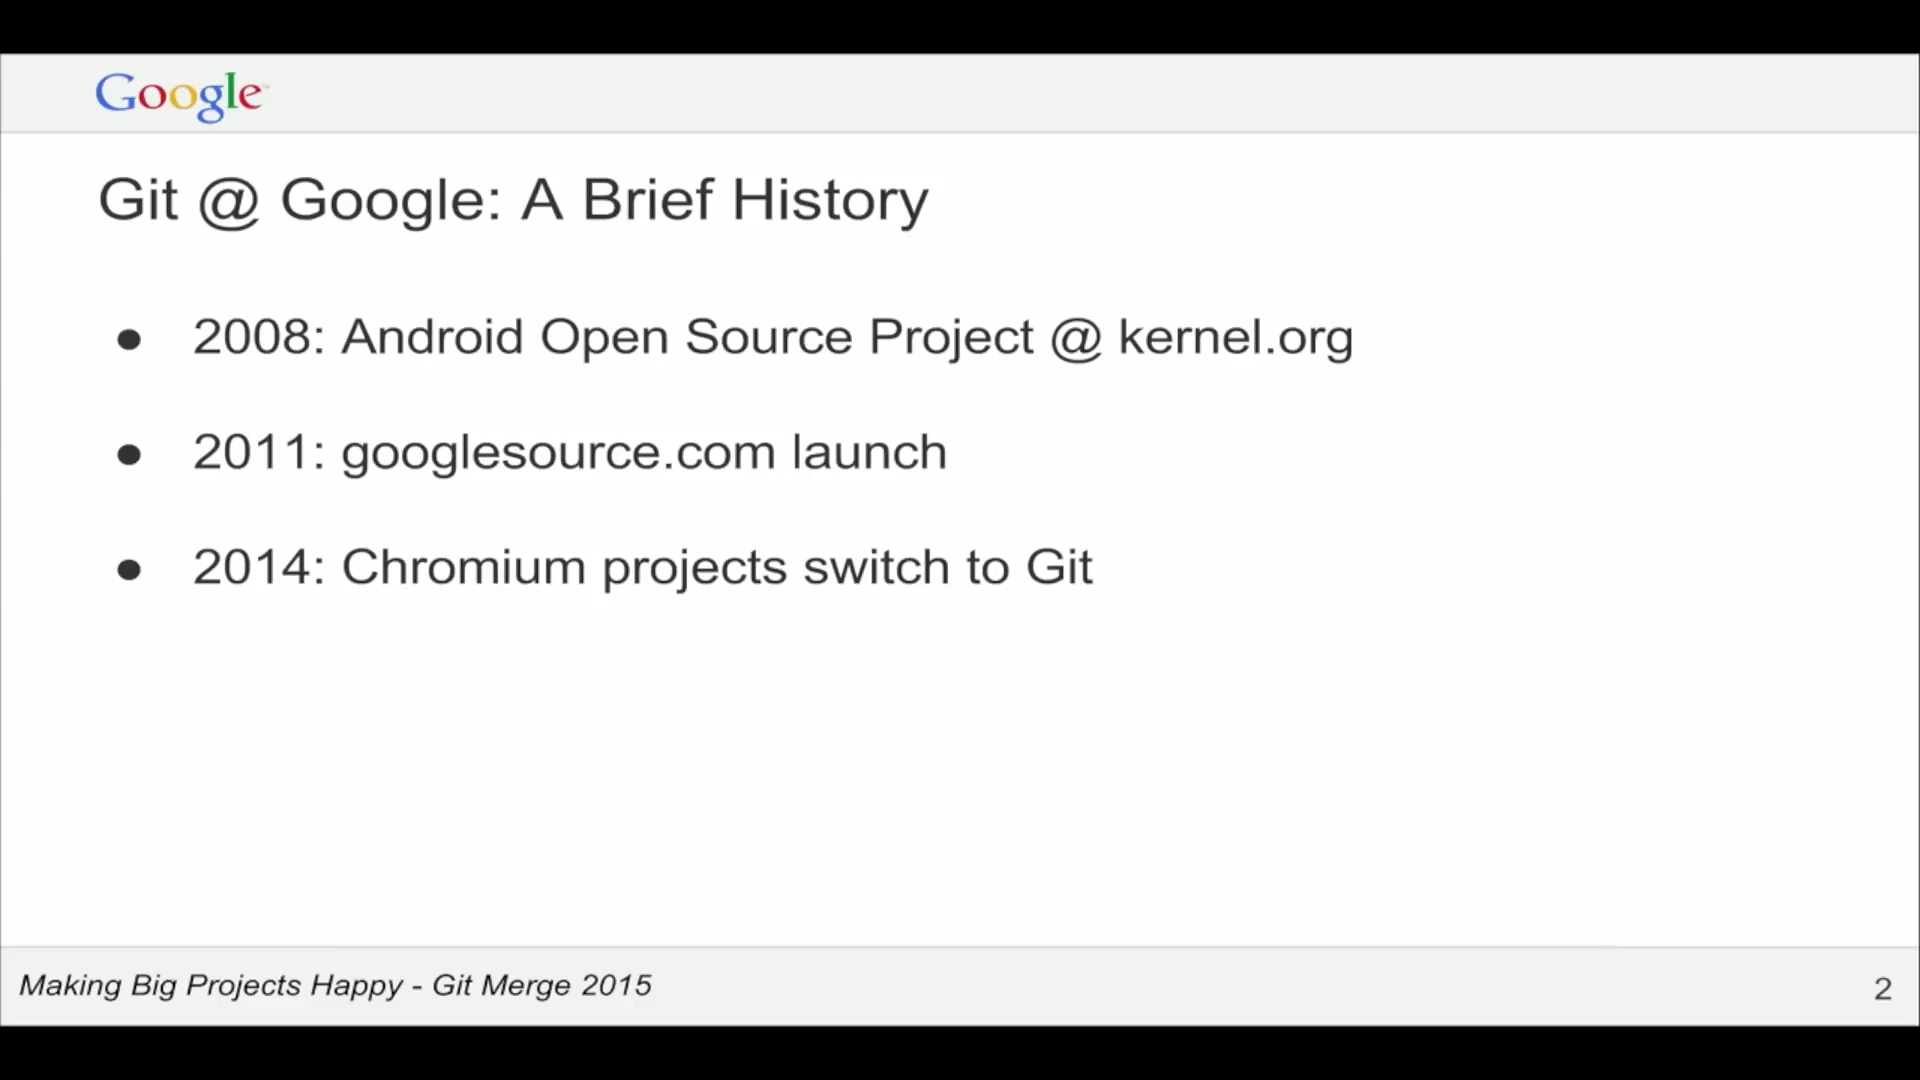 Google
Git @ Google: A Brief History
● 2008: Android Open Source Project @ kernel.org
● 2011: googlesource.com launch
● 2014: Chromium projects switch to Git
Making Big Projects Happy - Git Merge 2015
2